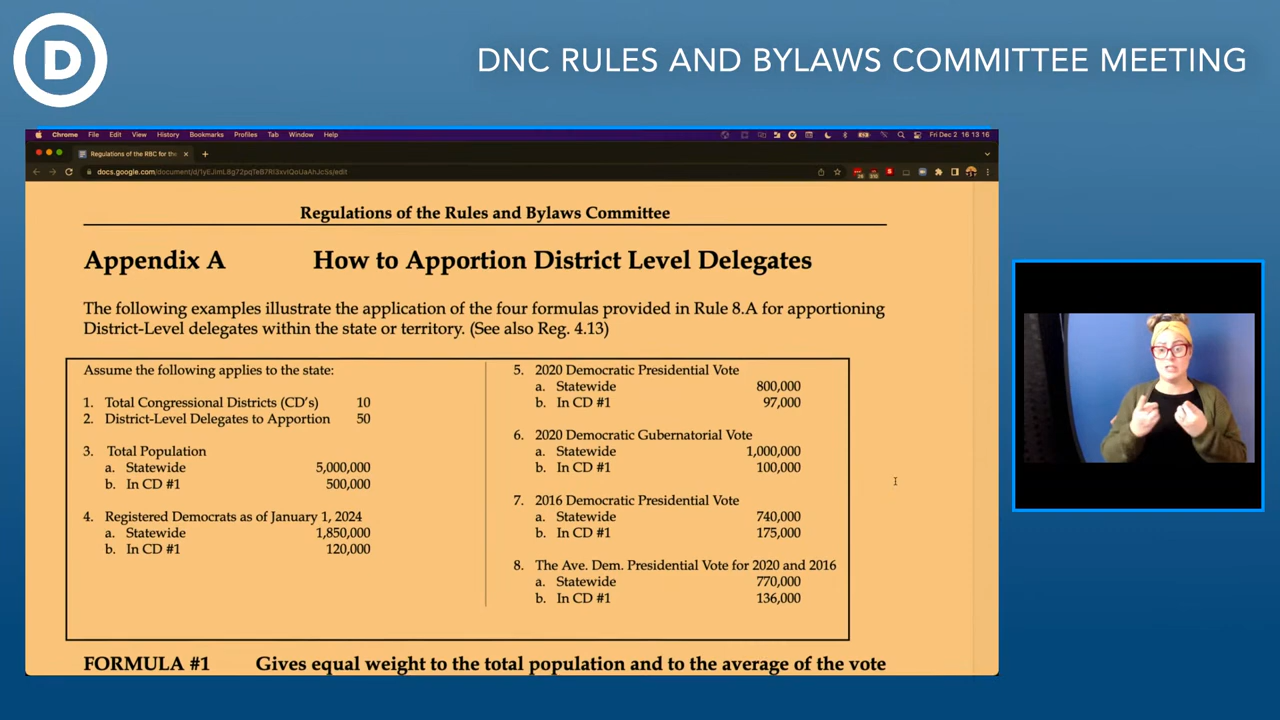 D
DNC RULES AND BYLAWS COMMITTEE MEETING
Chrome File Edit View History Bookmarks Profiles Tab Window Help
Fri Dec 2 16 13 16
Regulations of the RBC for the
Regulations of the Rules and Bylaws Committee
Appendix A How to Apportion District Level Delegates
The following examples illustrate the application of the four formulas provided in Rule 8.A for apportioning
District-Level delegates within the state or territory. (See also Reg. 4.13)
Assume the following applies to the state:
1. Total Congressional Districts (CD's) 10
2. District-Level Delegates to Apportion 50
3. Total Population
a. Statewide 5,000,000
b. In CD #1 500,000
4. Registered Democrats as of January 1, 2024
a. Statewide 1,850,000
b. In CD #1 120,000
5. 2020 Democratic Presidential Vote
a. Statewide 800,000
b. In CD #1 97,000
6. 2020 Democratic Gubernatorial Vote
a. Statewide 1,000,000
b. In CD #1 100,000
7. 2016 Democratic Presidential Vote
a. Statewide 740,000
b. In CD #1 175,000
8. The Ave. Dem. Presidential Vote for 2020 and 2016
a. Statewide 770,000
b. In CD #1 136,000
FORMULA #1 Gives equal weight to the total population and to the average of the vote